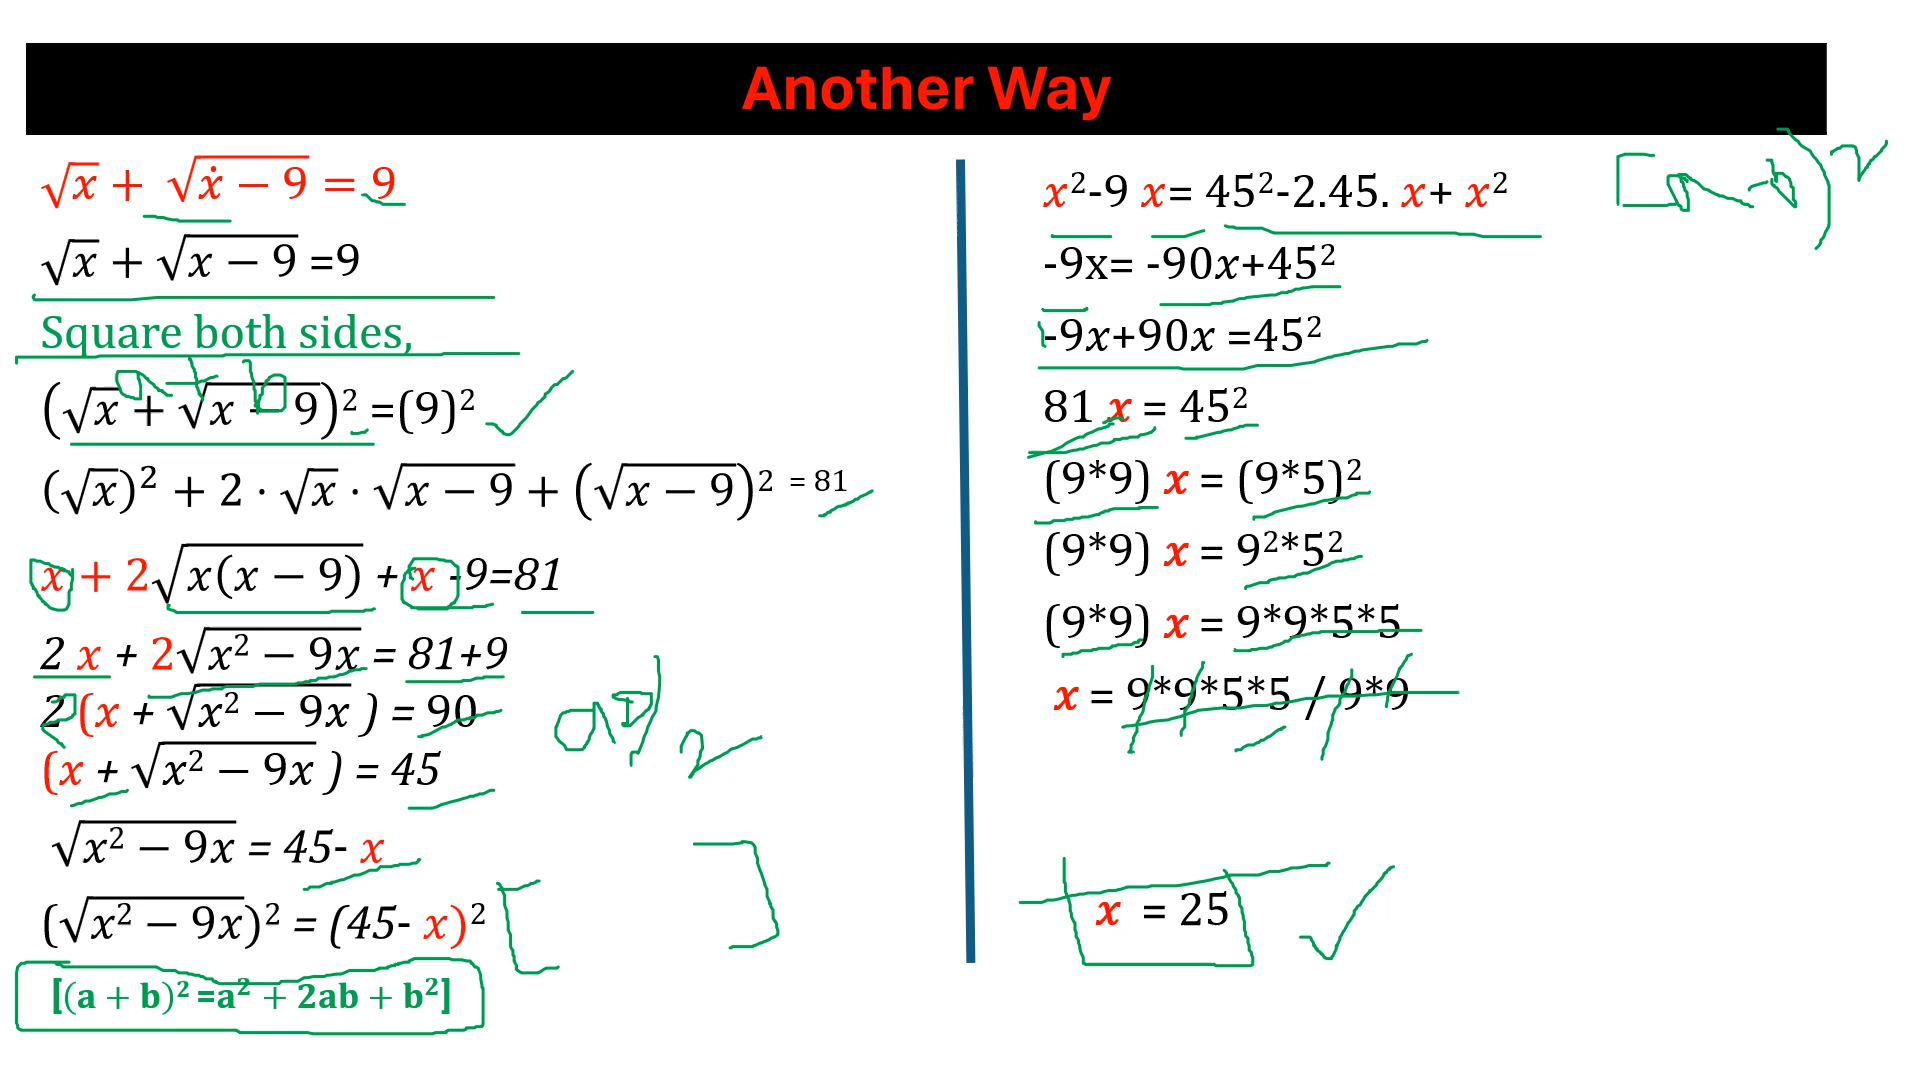 Another Way
√x + √(ẋ − 9) = 9
√x + √(x − 9) =9
Square both sides,
a + b
(√x + √(x − 9))² =(9)²
(√x)² + 2 · √x · √(x − 9) + (√(x − 9))² = 81
x + 2√(x(x − 9)) + x -9=81
2 x + 2√(x² − 9x) = 81+9
2 (x + √(x² − 9x) ) = 90
(x + √(x² − 9x) ) = 45
√(x² − 9x) = 45- x
(√(x² − 9x))² = (45- x)²
[(a + b)² =a² + 2ab + b²]
x²-9 x= 45²-2.45. x+ x²
-9x= -90x+45²
-9x+90x =45²
81 x = 45²
(9*9) x = (9*5)²
(9*9) x = 9²*5²
(9*9) x = 9*9*5*5
x = 9*9*5*5 / 9*9
x = 25